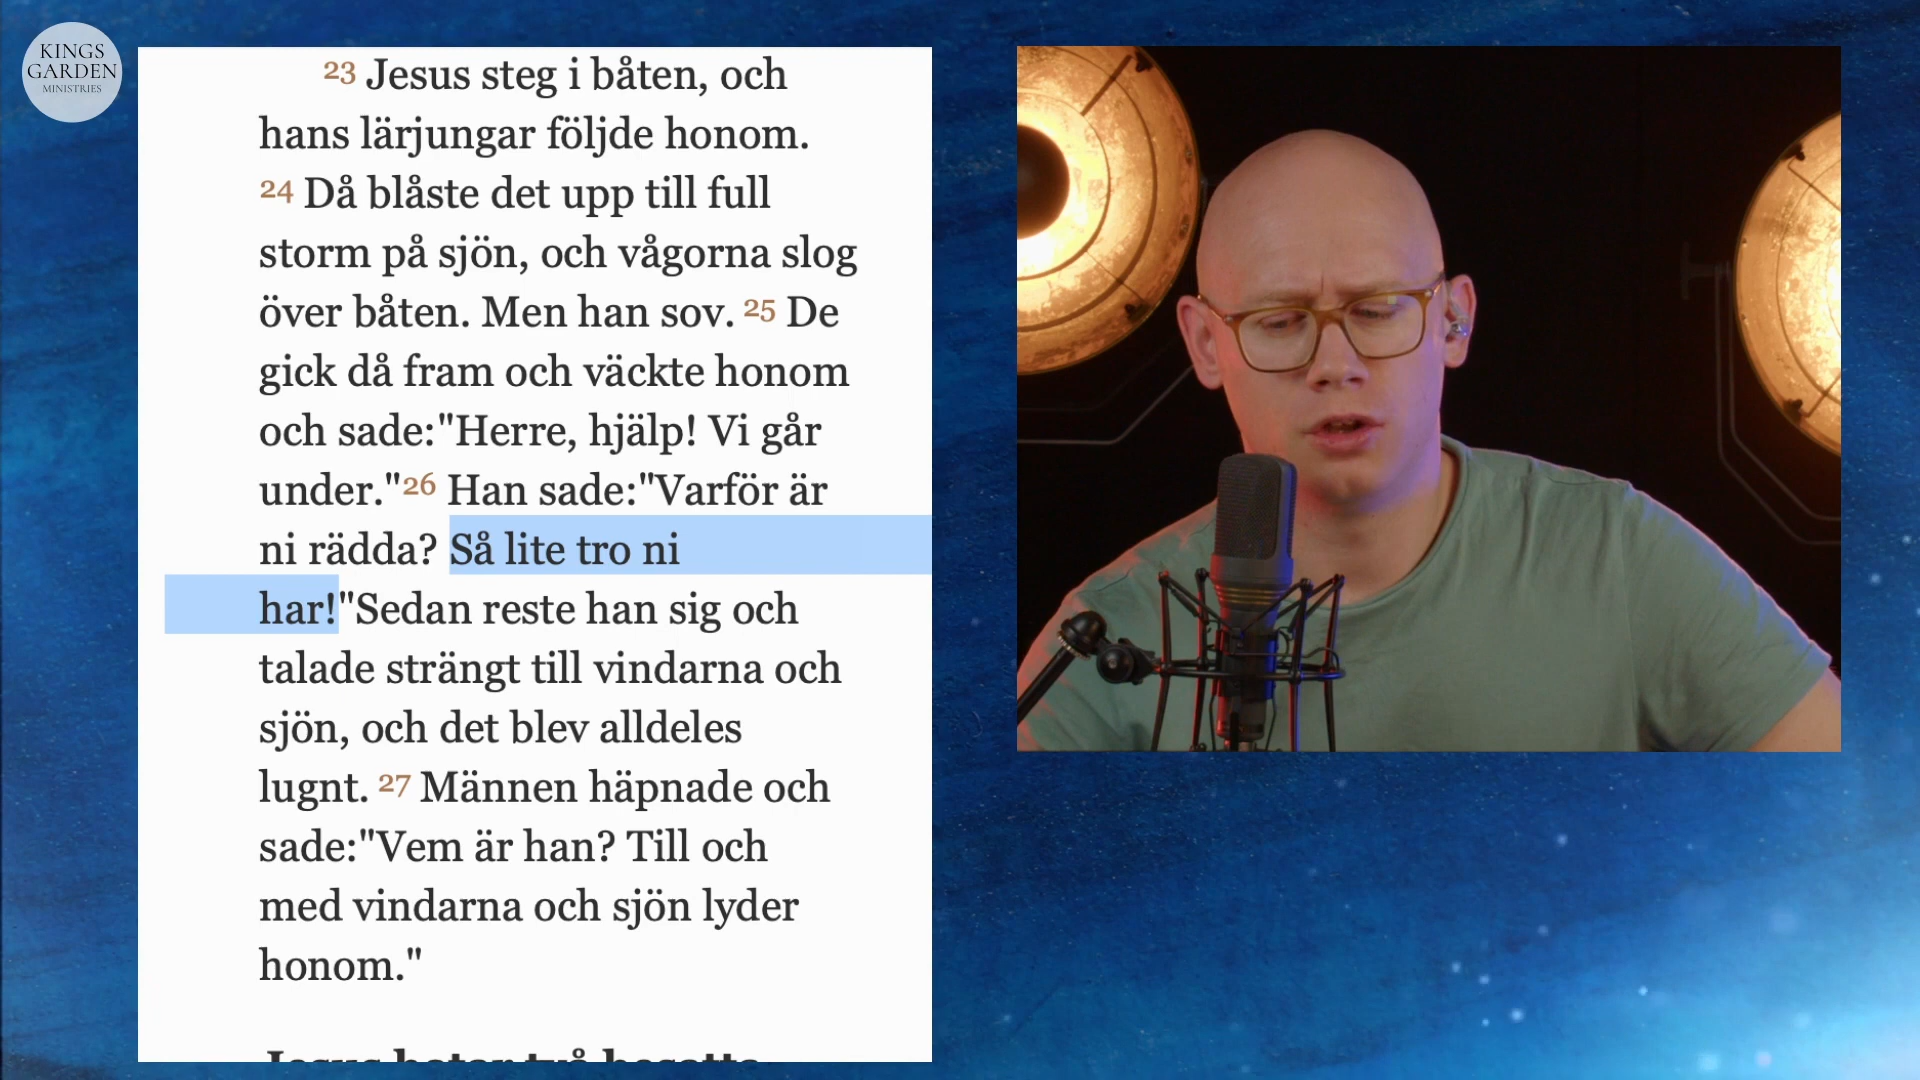 KINGS
GARDEN
MINISTRIES
23 Jesus steg i båten, och
hans lärjungar följde honom.
24 Då blåste det upp till full
storm på sjön, och vågorna slog
över båten. Men han sov. 25 De
gick då fram och väckte honom
och sade:"Herre, hjälp! Vi går
under."26 Han sade:"Varför är
ni rädda? Så lite tro ni
har!"Sedan reste han sig och
talade strängt till vindarna och
sjön, och det blev alldeles
lugnt. 27 Männen häpnade och
sade:"Vem är han? Till och
med vindarna och sjön lyder
honom."
Jesus botar två besatta